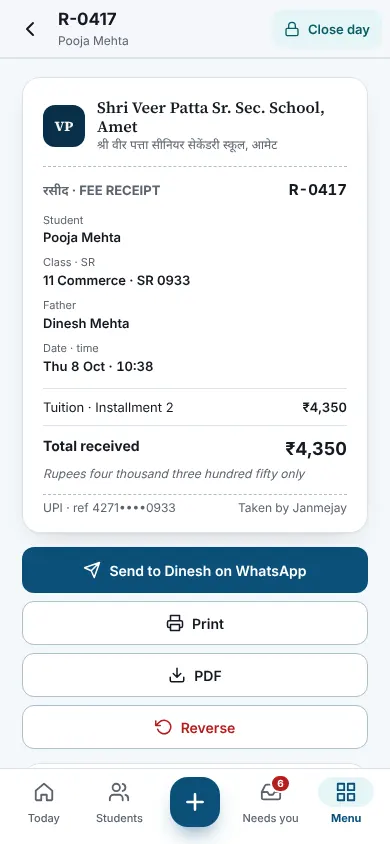 R-0417
Pooja Mehta
Close day
VP
Shri Veer Patta Sr. Sec. School,
Amet
श्री वीर पत्ता सीनियर सेकेंडरी स्कूल, आमेट
रसीद · FEE RECEIPT
R-0417
Student
Pooja Mehta
Class · SR
11 Commerce · SR 0933
Father
Dinesh Mehta
Date · time
Thu 8 Oct · 10:38
Tuition · Installment 2
₹4,350
Total received
₹4,350
Rupees four thousand three hundred fifty only
UPI · ref 4271••••0933
Taken by Janmejay
Send to Dinesh on WhatsApp
Print
PDF
Reverse
Today
Students
6
Needs you
Menu